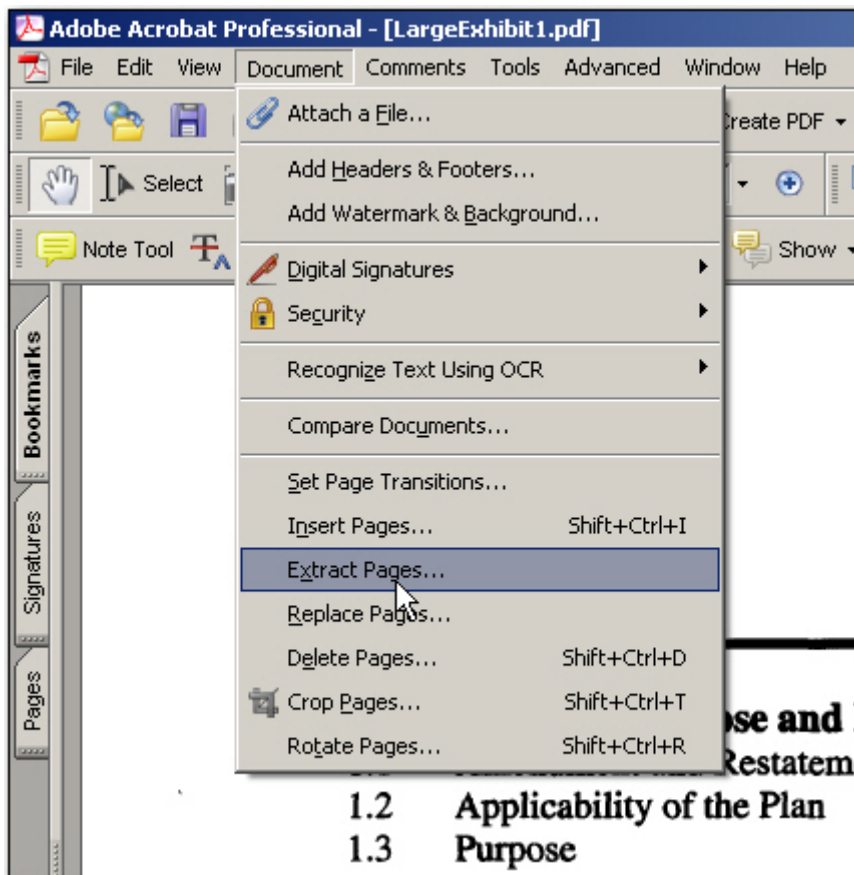 Adobe Acrobat Professional - [LargeExhibit1.pdf]
File Edit View Document Comments Tools Advanced Window Help
Attach a File...
Create PDF
Select
Add Headers & Footers...
Add Watermark & Background...
Note Tool
Show
Digital Signatures
Security
Recognize Text Using OCR
Compare Documents...
Set Page Transitions...
Insert Pages... Shift+Ctrl+I
Extract Pages...
Replace Pages...
Delete Pages... Shift+Ctrl+D
Crop Pages... Shift+Ctrl+T
Rotate Pages... Shift+Ctrl+R
Bookmarks
Signatures
Pages
and
1.2 Applicability of the Plan
1.3 Purpose